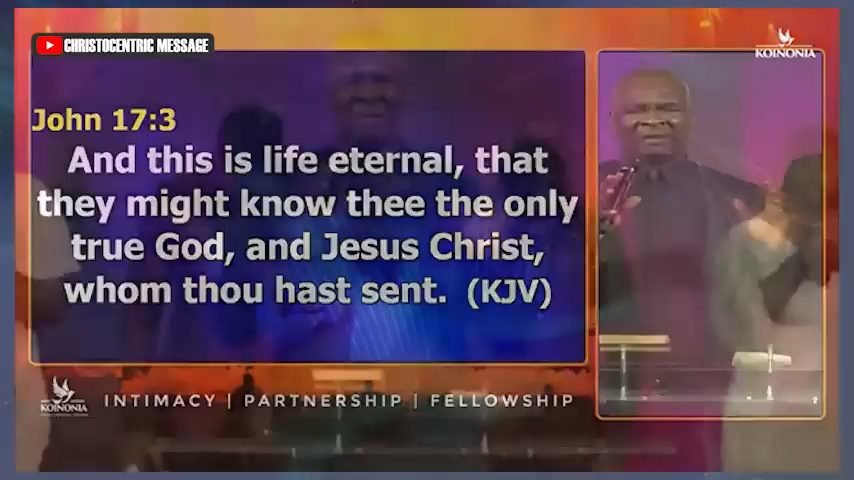 CHRISTOCENTRIC MESSAGE
KOINONIA
John 17:3
And this is life eternal, that
they might know thee the only
true God, and Jesus Christ,
whom thou hast sent. (KJV)
KOINONIA
INTIMACY | PARTNERSHIP | FELLOWSHIP